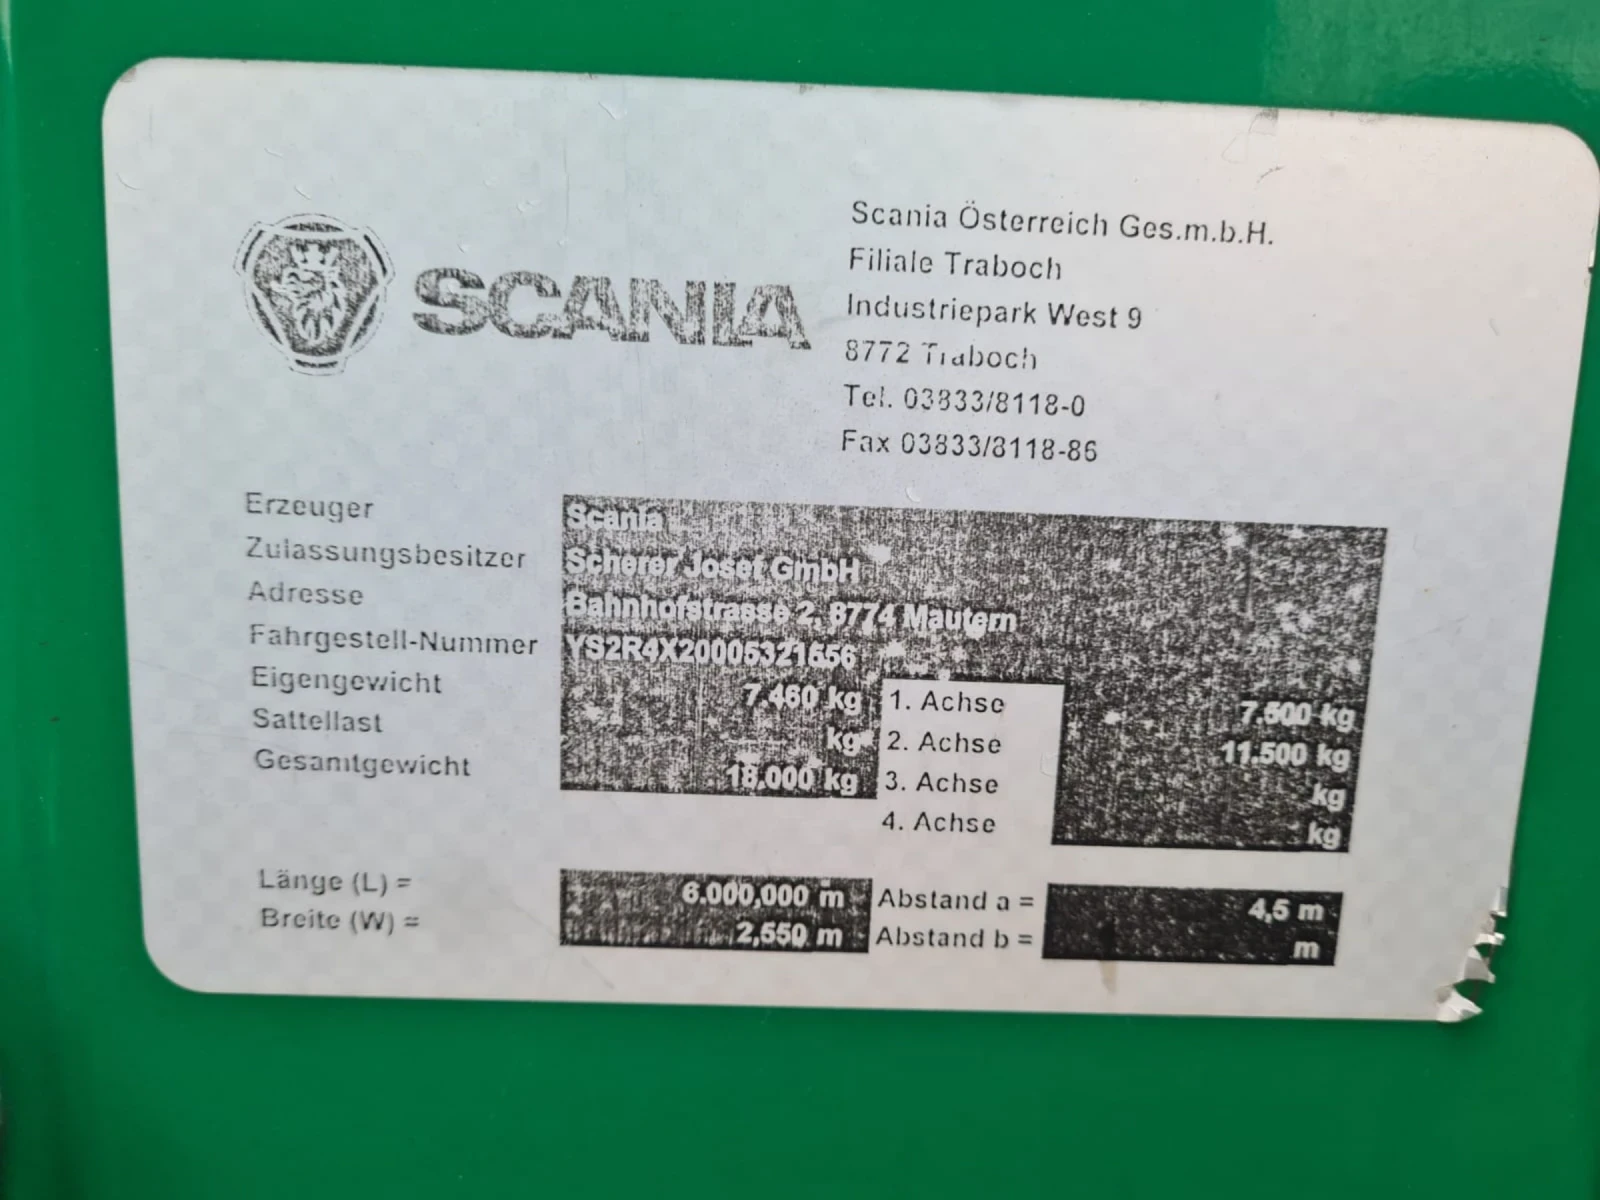 SCANIA
Scania Österreich Ges.m.b.H.
Filiale Traboch
Industriepark West 9
8772 Traboch
Tel. 03833/8118-0
Fax 03833/8118-86
Erzeuger Scania
Zulassungsbesitzer Scherer Josef GmbH
Adresse Bahnhofstrasse 2, 8774 Mautern
Fahrgestell-Nummer YS2R4X20005321556
Eigengewicht 7.460 kg 1. Achse 7.500 kg
Sattellast kg 2. Achse 11.500 kg
Gesamtgewicht 18.000 kg 3. Achse kg
4. Achse kg
Länge (L) = 6.000,000 m Abstand a = 4,5 m
Breite (W) = 2,550 m Abstand b = m